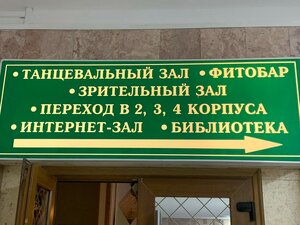 • ТАНЦЕВАЛЬНЫЙ ЗАЛ • ФИТОБАР
• ЗРИТЕЛЬНЫЙ ЗАЛ
• ПЕРЕХОД В 2, 3, 4 КОРПУСА
• ИНТЕРНЕТ-ЗАЛ • БИБЛИОТЕКА